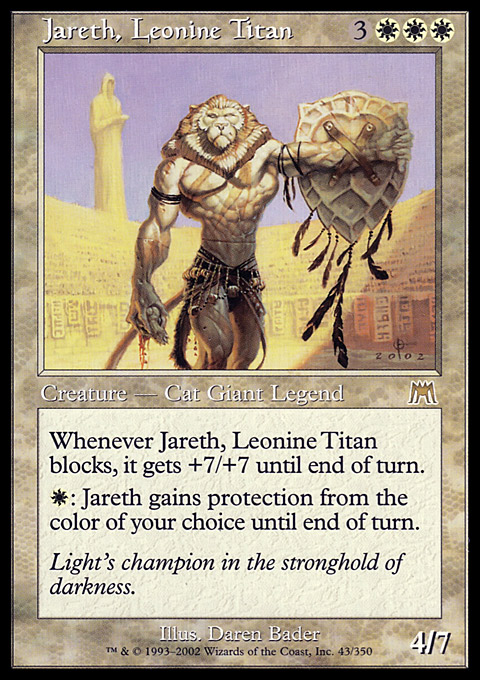 Jareth, Leonine Titan 3
2002
Creature — Cat Giant Legend
Whenever Jareth, Leonine Titan
blocks, it gets +7/+7 until end of turn.
: Jareth gains protection from the
color of your choice until end of turn.
Light's champion in the stronghold of
darkness.
Illus. Daren Bader
™ & © 1993–2002 Wizards of the Coast, Inc. 43/350
4/7